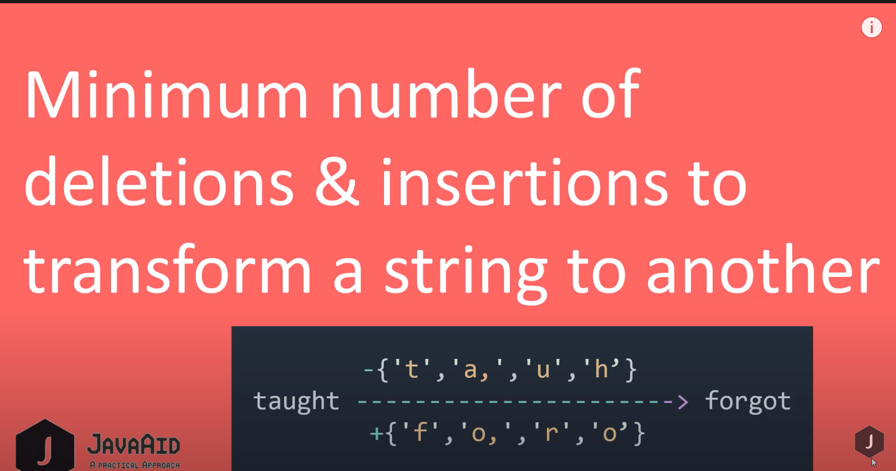 i
Minimum number of
deletions & insertions to
transform a string to another
-{'t','a,','u','h’}
taught -----------------------> forgot
+{'f','o,','r','o’}
J JAVAAID
A PRACTICAL APPROACH
J